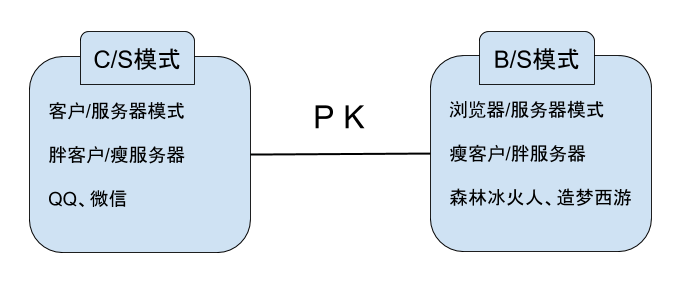 C/S模式
客户/服务器模式
胖客户/瘦服务器
QQ、微信
P K
B/S模式
浏览器/服务器模式
瘦客户/胖服务器
森林冰火人、造梦西游